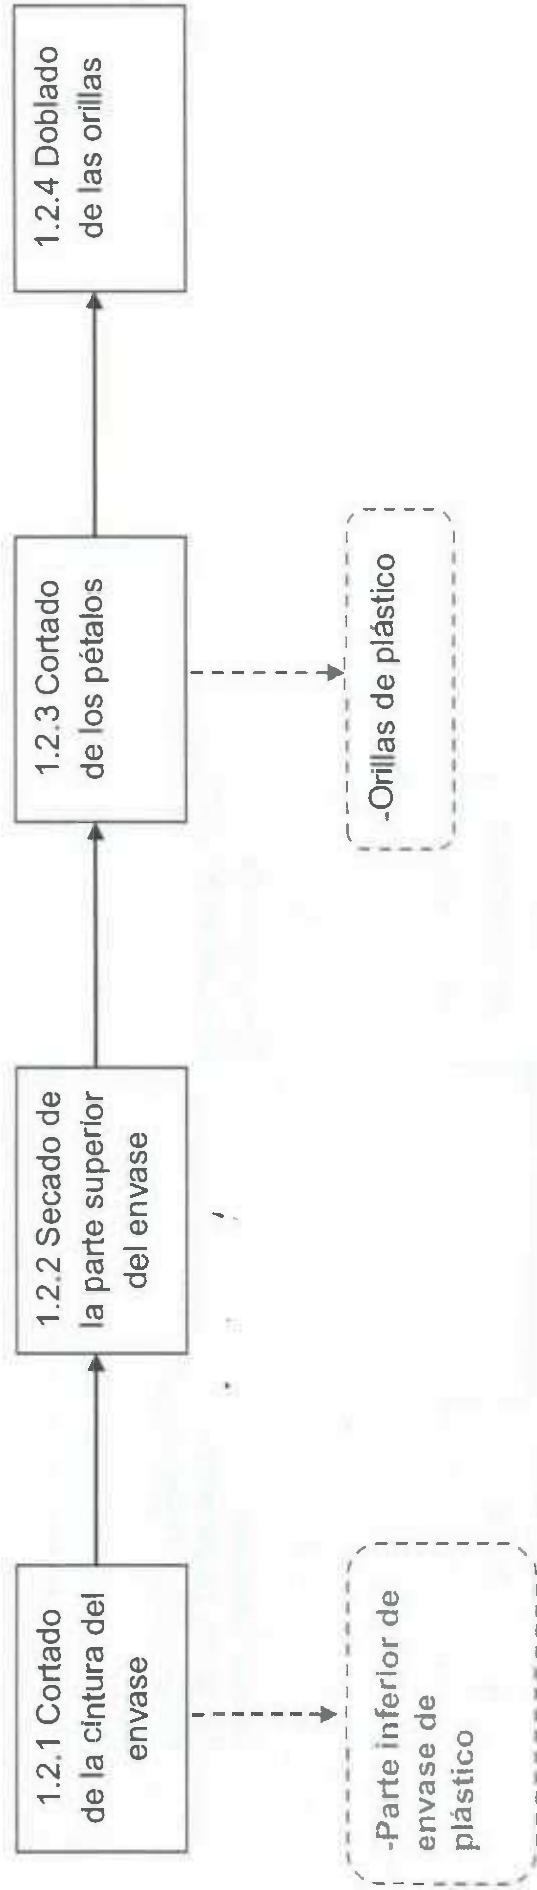 1.2.1 Cortado
de la cintura del
envase
1.2.2 Secado de
la parte superior
del envase
1.2.3 Cortado
de los pétalos
1.2.4 Doblado
de las orillas
-Parte inferior de
envase de
plástico
-Orillas de plástico